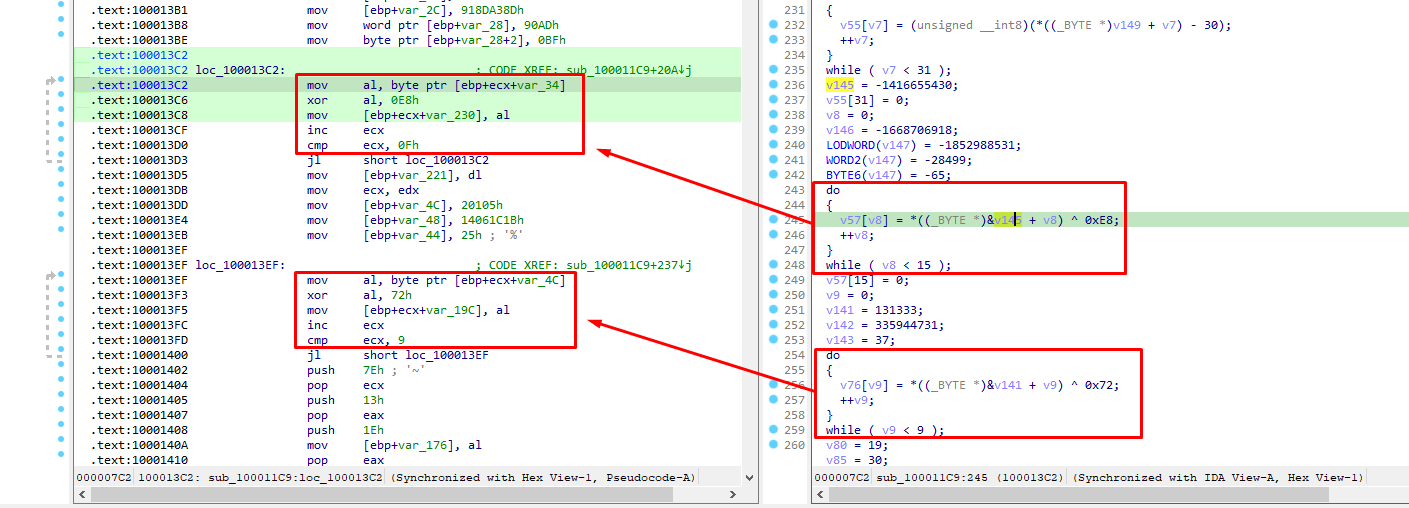 .text:100013B1 mov [ebp+var_2C], 918DA38Dh
.text:100013B8 mov word ptr [ebp+var_28], 90ADh
.text:100013BE mov byte ptr [ebp+var_28+2], 0BFh
.text:100013C2
.text:100013C2 loc_100013C2: ; CODE XREF: sub_100011C9+20A↓j
.text:100013C2 mov al, byte ptr [ebp+ecx+var_34]
.text:100013C6 xor al, 0E8h
.text:100013C8 mov [ebp+ecx+var_230], al
.text:100013CF inc ecx
.text:100013D0 cmp ecx, 0Fh
.text:100013D3 jl short loc_100013C2
.text:100013D5 mov [ebp+var_221], dl
.text:100013DB mov ecx, edx
.text:100013DD mov [ebp+var_4C], 20105h
.text:100013E4 mov [ebp+var_48], 14061C1Bh
.text:100013EB mov [ebp+var_44], 25h ; '%'
.text:100013EF
.text:100013EF loc_100013EF: ; CODE XREF: sub_100011C9+237↓j
.text:100013EF mov al, byte ptr [ebp+ecx+var_4C]
.text:100013F3 xor al, 72h
.text:100013F5 mov [ebp+ecx+var_19C], al
.text:100013FC inc ecx
.text:100013FD cmp ecx, 9
.text:10001400 jl short loc_100013EF
.text:10001402 push 7Eh ; '~'
.text:10001404 pop ecx
.text:10001405 push 13h
.text:10001407 pop eax
.text:10001408 push 1Eh
.text:1000140A mov [ebp+var_176], al
.text:10001410 pop eax
000007C2 100013C2: sub_100011C9:loc_100013C2 (Synchronized with Hex View-1, Pseudocode-A)
231 {
232 v55[v7] = (unsigned __int8)(*((_BYTE *)v149 + v7) - 30);
233 ++v7;
234 }
235 while ( v7 < 31 );
236 v145 = -1416655430;
237 v55[31] = 0;
238 v8 = 0;
239 v146 = -1668706918;
240 LODWORD(v147) = -1852988531;
241 WORD2(v147) = -28499;
242 BYTE6(v147) = -65;
243 do
244 {
245 v57[v8] = *((_BYTE *)&v145 + v8) ^ 0xE8;
246 ++v8;
247 }
248 while ( v8 < 15 );
249 v57[15] = 0;
250 v9 = 0;
251 v141 = 131333;
252 v142 = 335944731;
253 v143 = 37;
254 do
255 {
256 v76[v9] = *((_BYTE *)&v141 + v9) ^ 0x72;
257 ++v9;
258 }
259 while ( v9 < 9 );
260 v80 = 19;
v85 = 30;
000007C2 sub_100011C9:245 (100013C2) (Synchronized with IDA View-A, Hex View-1)